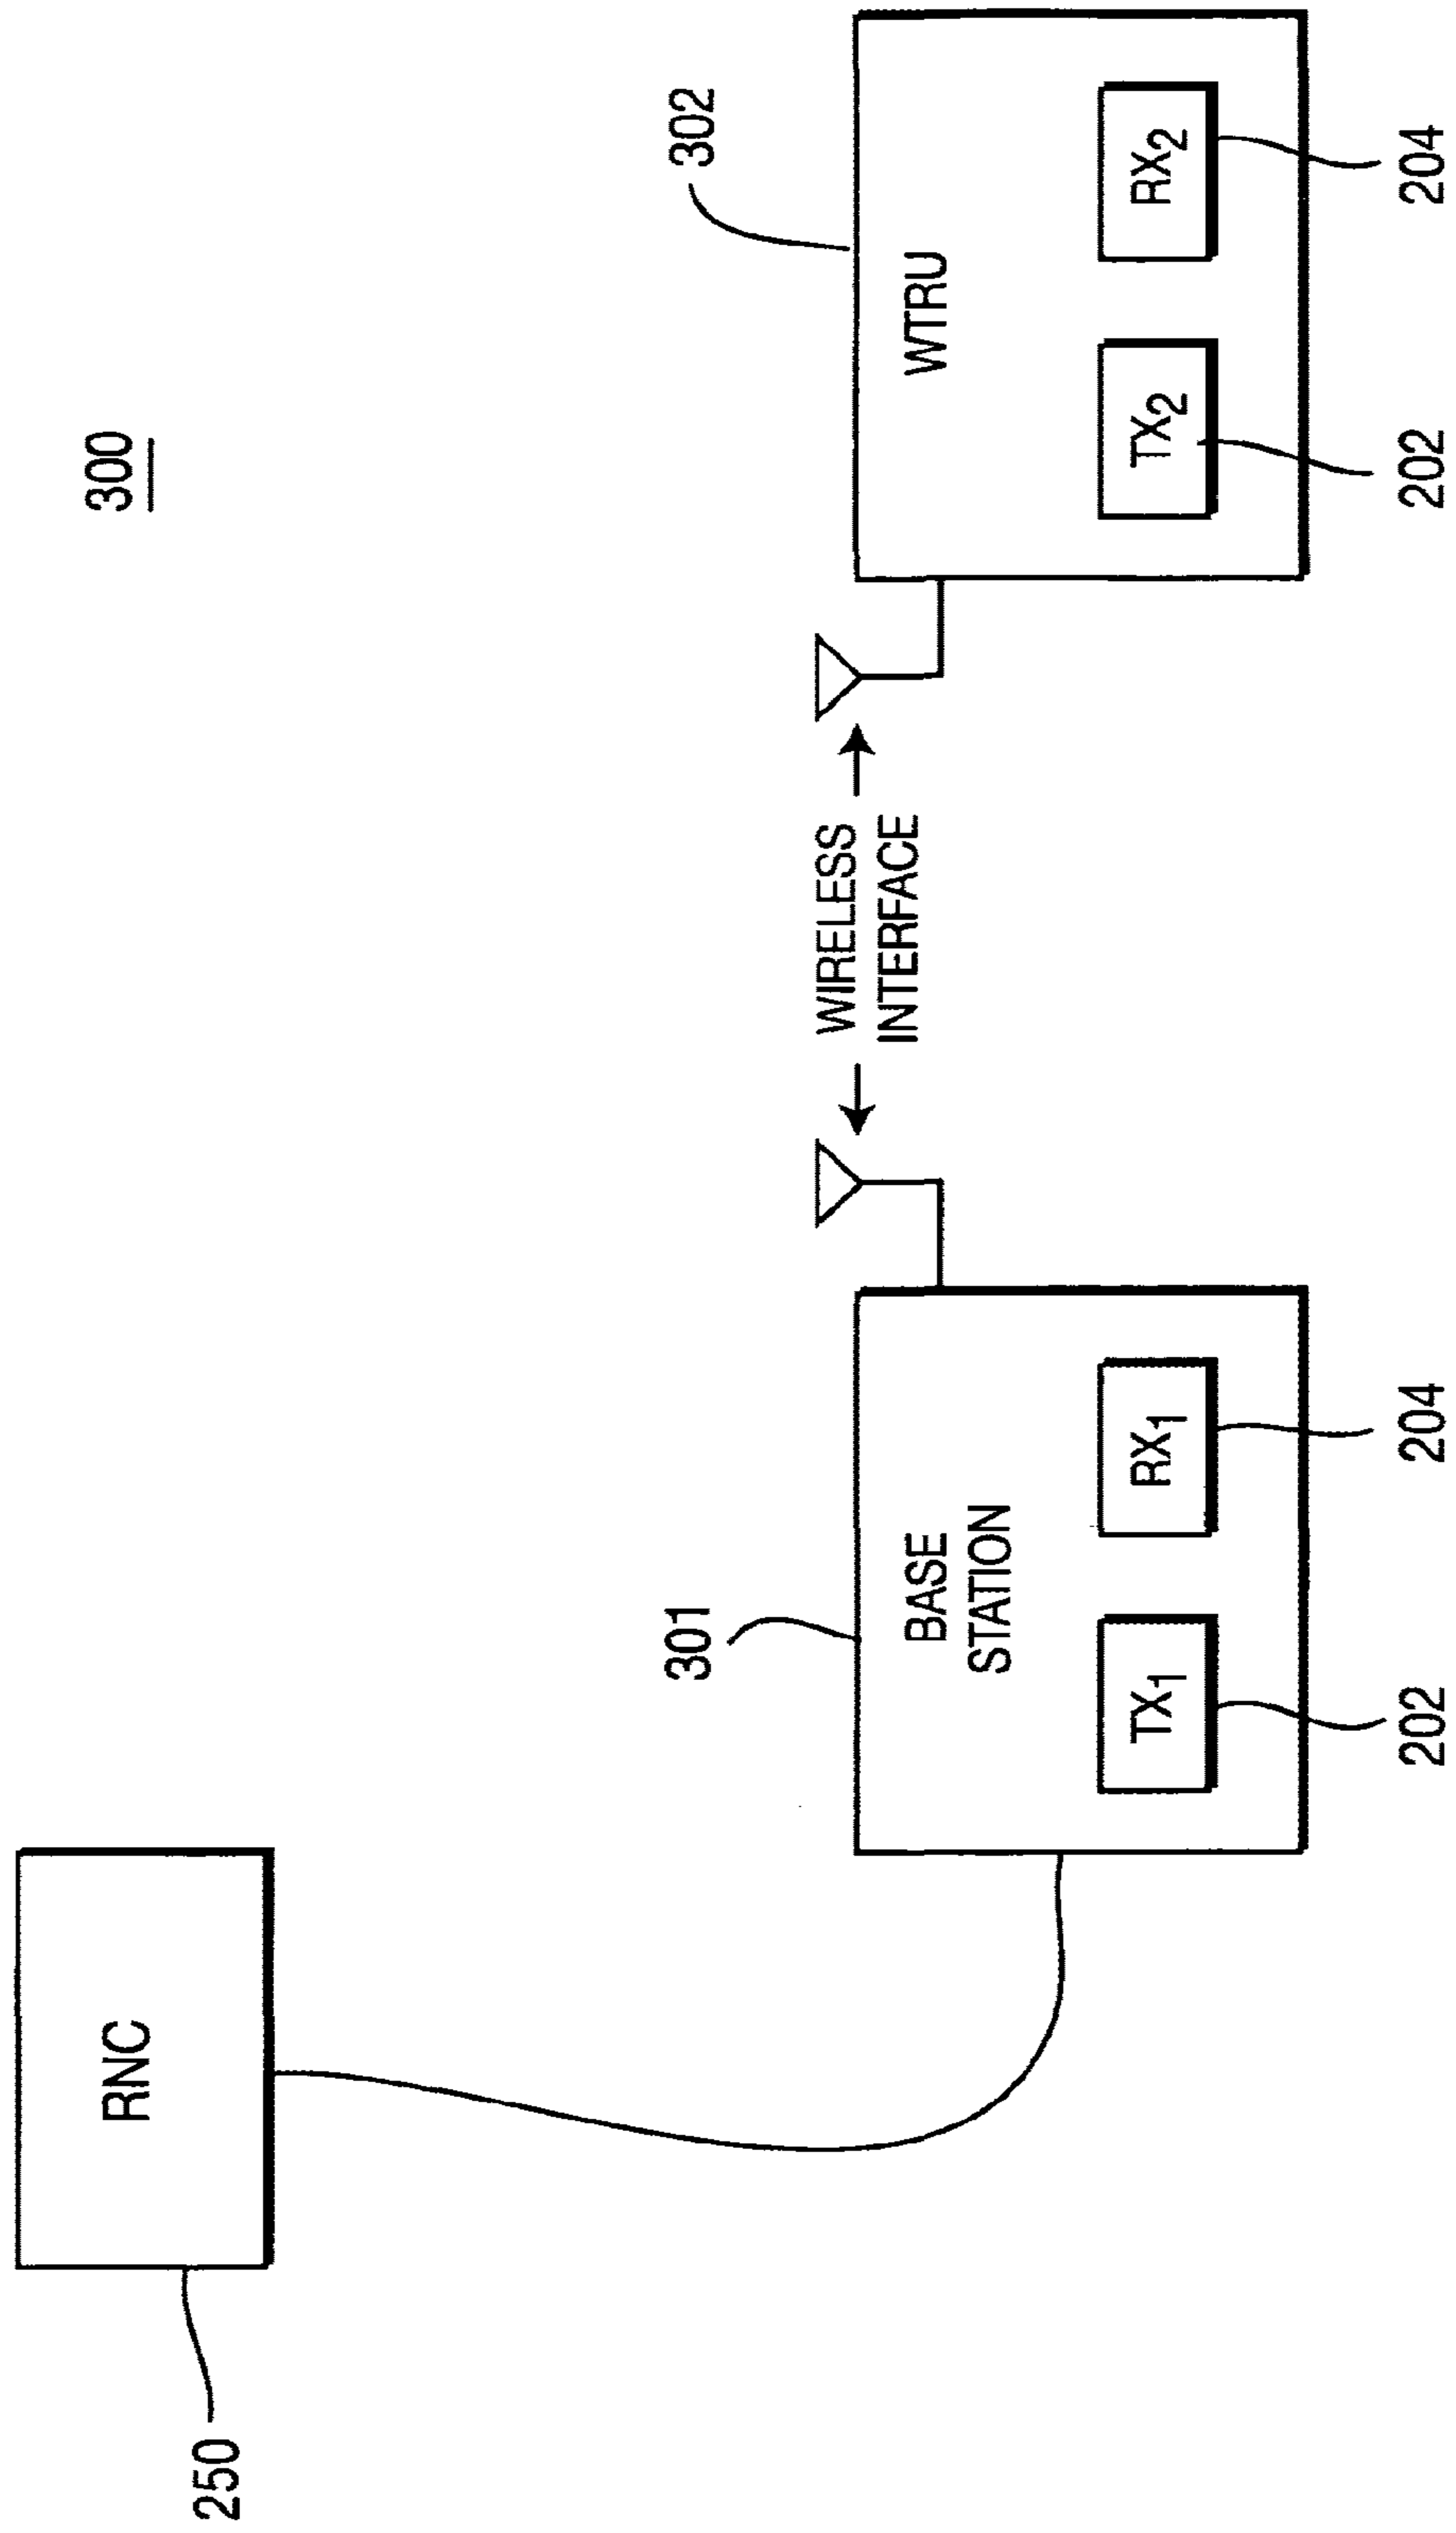 300
RNC
250
301
BASE
STATION
TX1
RX1
202
204
WIRELESS
INTERFACE
302
WTRU
TX2
RX2
202
204